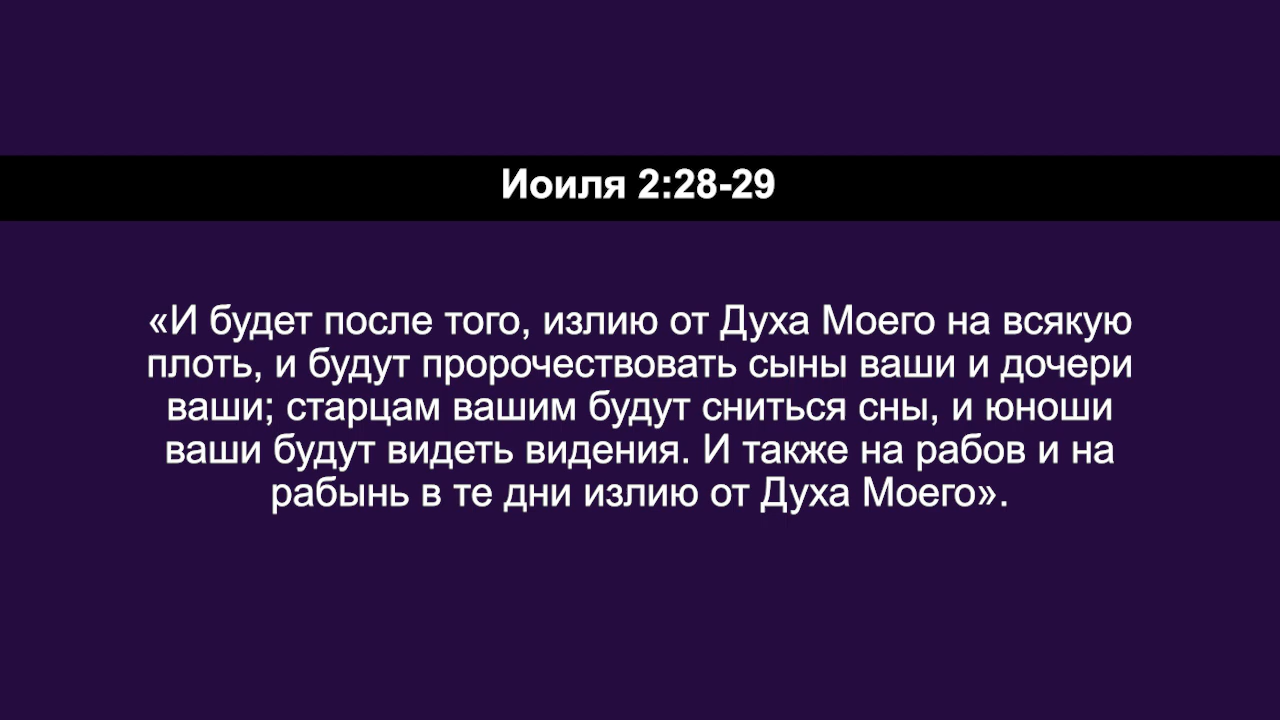 Иоиля 2:28-29
«И будет после того, излию от Духа Моего на всякую
плоть, и будут пророчествовать сыны ваши и дочери
ваши; старцам вашим будут сниться сны, и юноши
ваши будут видеть видения. И также на рабов и на
рабынь в те дни излию от Духа Моего».